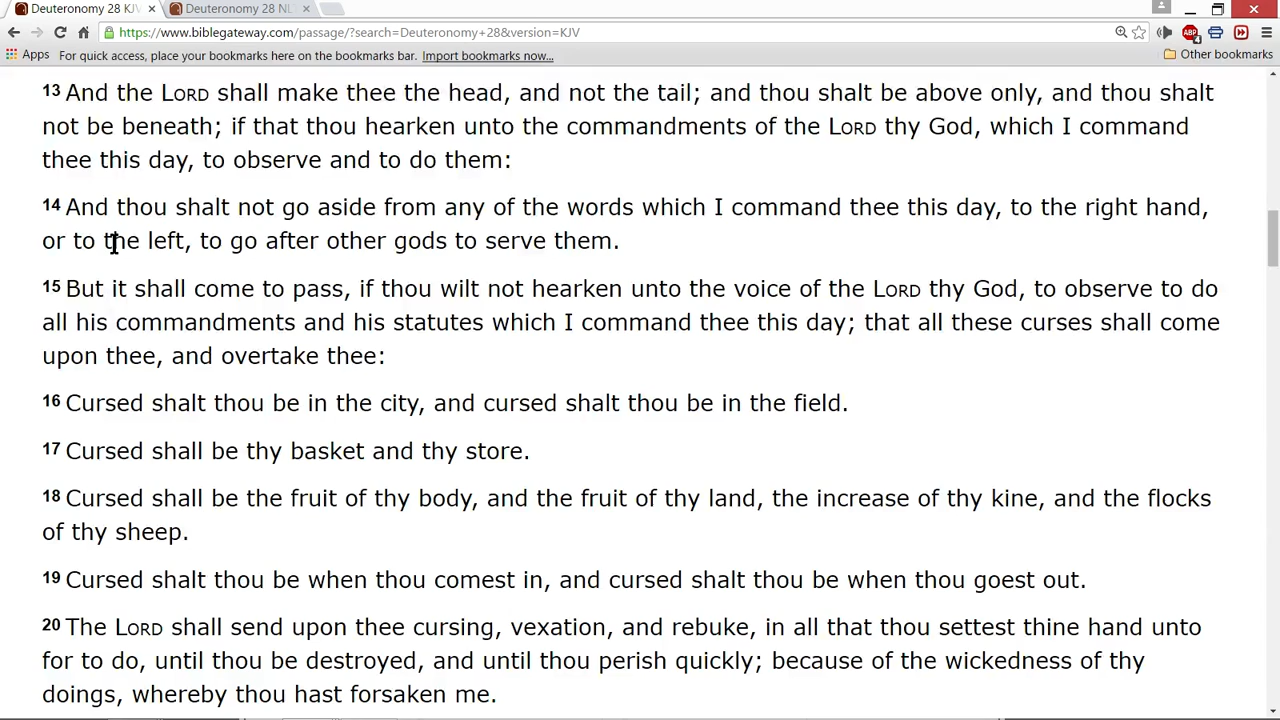 Deuteronomy 28 KJV
Deuteronomy 28 NL
https://www.biblegateway.com/passage/?search=Deuteronomy+28&version=KJV
ABP 4
Apps For quick access, place your bookmarks here on the bookmarks bar. Import bookmarks now... Other bookmarks
13 And the LORD shall make thee the head, and not the tail; and thou shalt be above only, and thou shalt
not be beneath; if that thou hearken unto the commandments of the LORD thy God, which I command
thee this day, to observe and to do them:
14 And thou shalt not go aside from any of the words which I command thee this day, to the right hand,
or to the left, to go after other gods to serve them.
15 But it shall come to pass, if thou wilt not hearken unto the voice of the LORD thy God, to observe to do
all his commandments and his statutes which I command thee this day; that all these curses shall come
upon thee, and overtake thee:
16 Cursed shalt thou be in the city, and cursed shalt thou be in the field.
17 Cursed shall be thy basket and thy store.
18 Cursed shall be the fruit of thy body, and the fruit of thy land, the increase of thy kine, and the flocks
of thy sheep.
19 Cursed shalt thou be when thou comest in, and cursed shalt thou be when thou goest out.
20 The LORD shall send upon thee cursing, vexation, and rebuke, in all that thou settest thine hand unto
for to do, until thou be destroyed, and until thou perish quickly; because of the wickedness of thy
doings, whereby thou hast forsaken me.